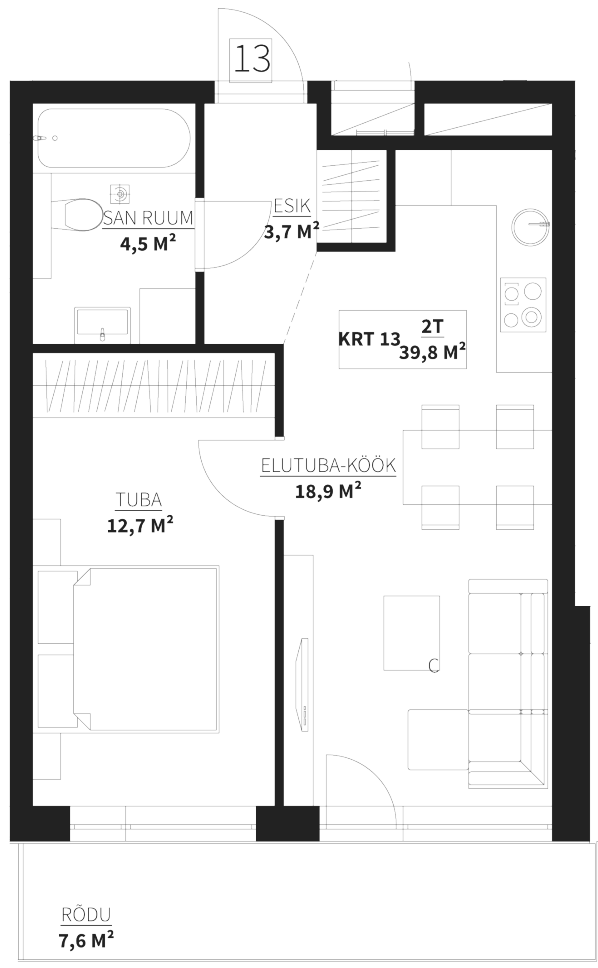 13
ESIK
3,7 M²
SAN RUUM
4,5 M²
KRT 13
2T
39,8 M²
ELUTUBA-KÖÖK
18,9 M²
TUBA
12,7 M²
C
RÕDU
7,6 M²